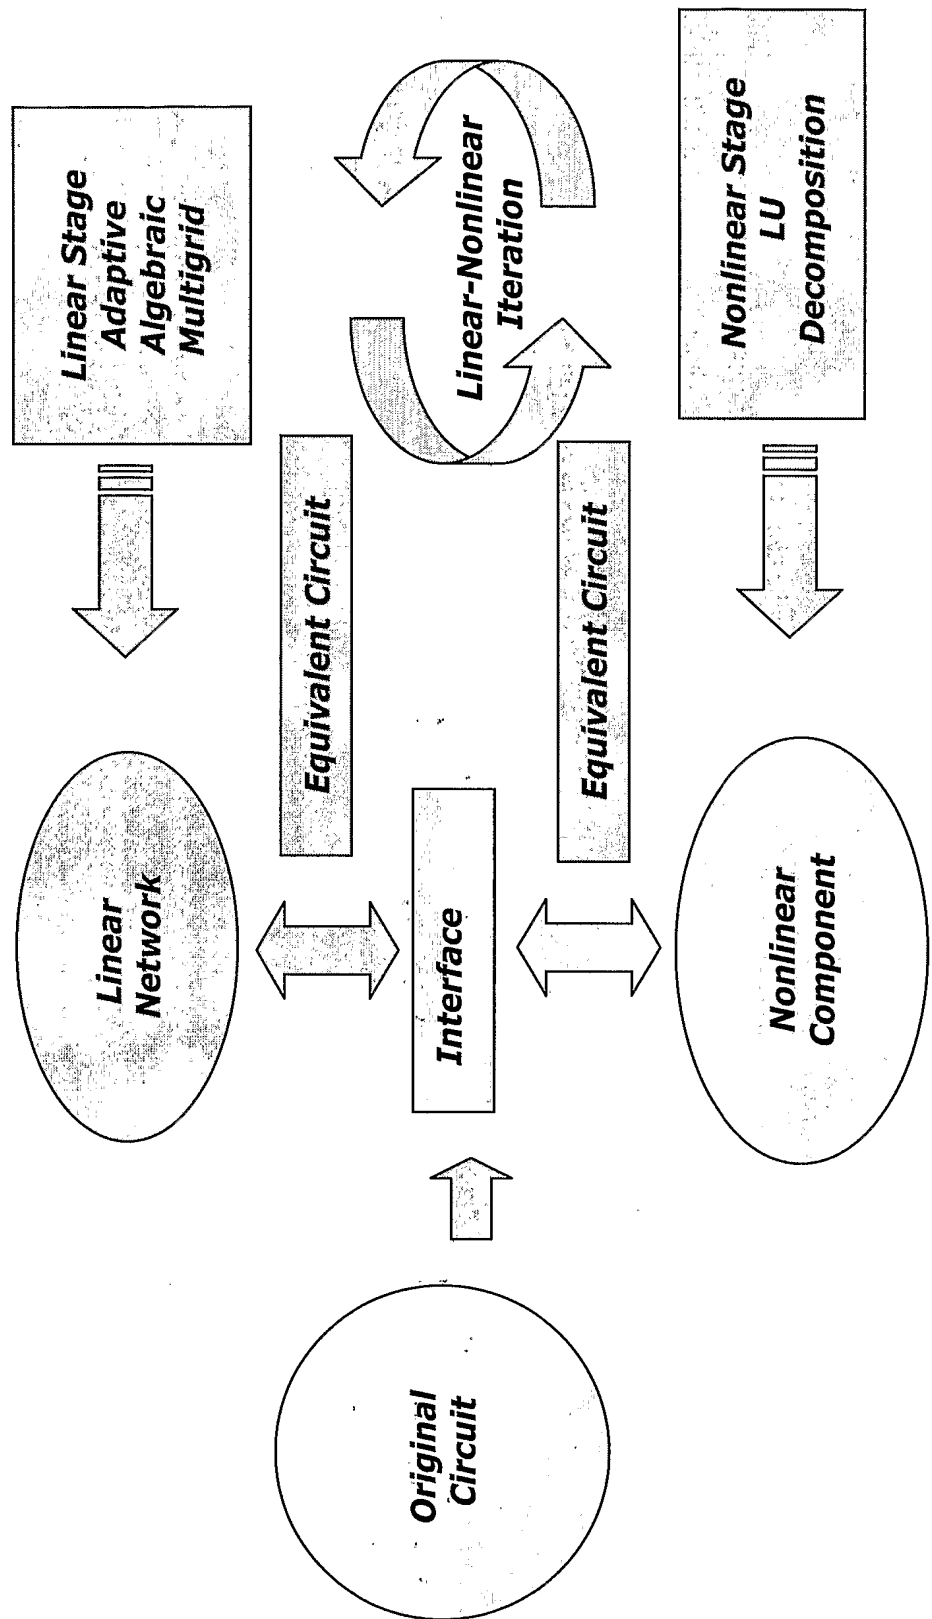 Original
Circuit
Linear
Network
Interface
Nonlinear
Component
Equivalent Circuit
Equivalent Circuit
Linear Stage
Adaptive
Algebraic
Multigrid
Linear-Nonlinear
Iteration
Nonlinear Stage
LU
Decomposition